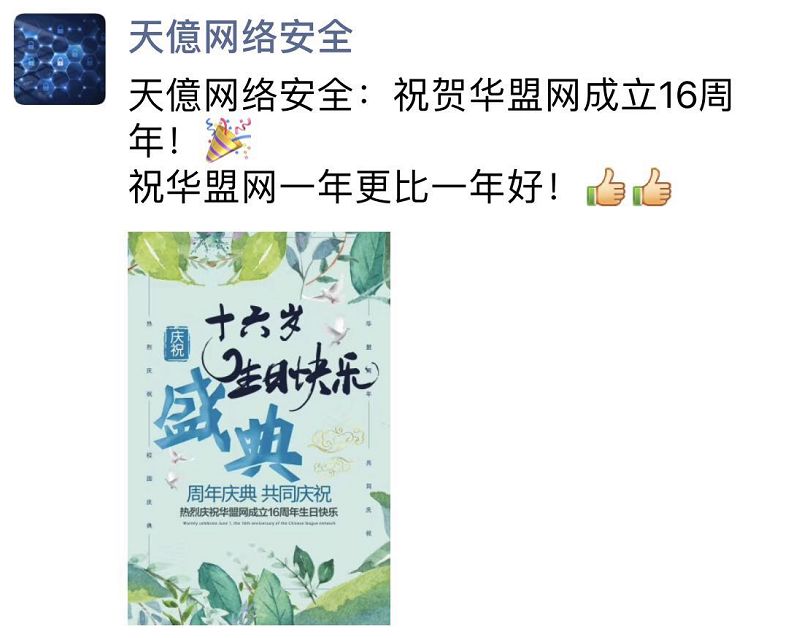 天億网络安全
天億网络安全：祝贺华盟网成立16周
年！🎉
祝华盟网一年更比一年好！👍👍
十六岁
庆祝
生日快乐
盛典
周年庆典 共同庆祝
热烈庆祝华盟网成立16周年生日快乐
Warmly celebrate June 1, the 16th anniversary of the Chinese league network
热烈庆祝
校园庆典
共同庆祝